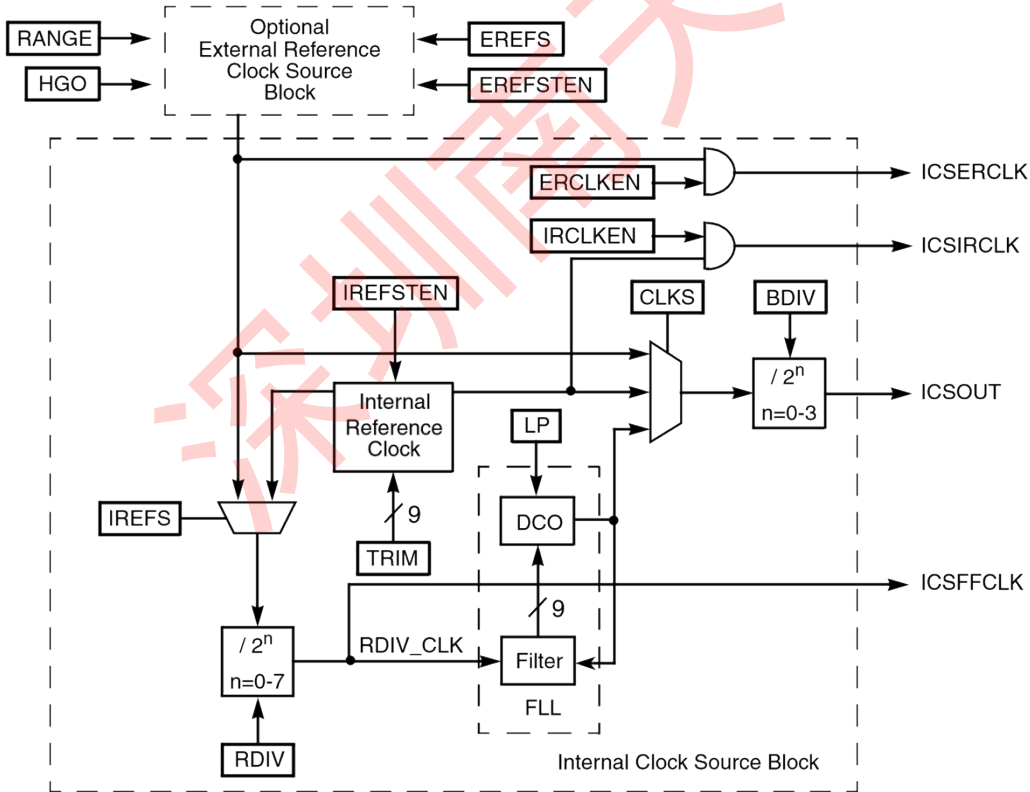 Optional
External Reference
Clock Source
Block
RANGE
HGO
EREFS
EREFSTEN
ERCLKEN
ICSERCLK
IRCLKEN
ICSIRCLK
IREFSTEN
CLKS
BDIV
Internal
Reference
Clock
/ 2n
n=0-3
ICSOUT
LP
IREFS
9
TRIM
DCO
ICSFFCLK
9
/ 2n
n=0-7
RDIV_CLK
Filter
FLL
RDIV
Internal Clock Source Block
深圳南天